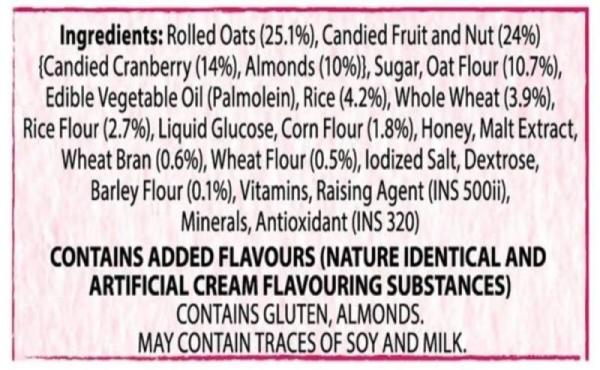 Ingredients: Rolled Oats (25.1%), Candied Fruit and Nut (24%)
{Candied Cranberry (14%), Almonds (10%)}, Sugar, Oat Flour (10.7%),
Edible Vegetable Oil (Palmolein), Rice (4.2%), Whole Wheat (3.9%),
Rice Flour (2.7%), Liquid Glucose, Corn Flour (1.8%), Honey, Malt Extract,
Wheat Bran (0.6%), Wheat Flour (0.5%), Iodized Salt, Dextrose,
Barley Flour (0.1%), Vitamins, Raising Agent (INS 500ii),
Minerals, Antioxidant (INS 320)
CONTAINS ADDED FLAVOURS (NATURE IDENTICAL AND
ARTIFICIAL CREAM FLAVOURING SUBSTANCES)
CONTAINS GLUTEN, ALMONDS.
MAY CONTAIN TRACES OF SOY AND MILK.